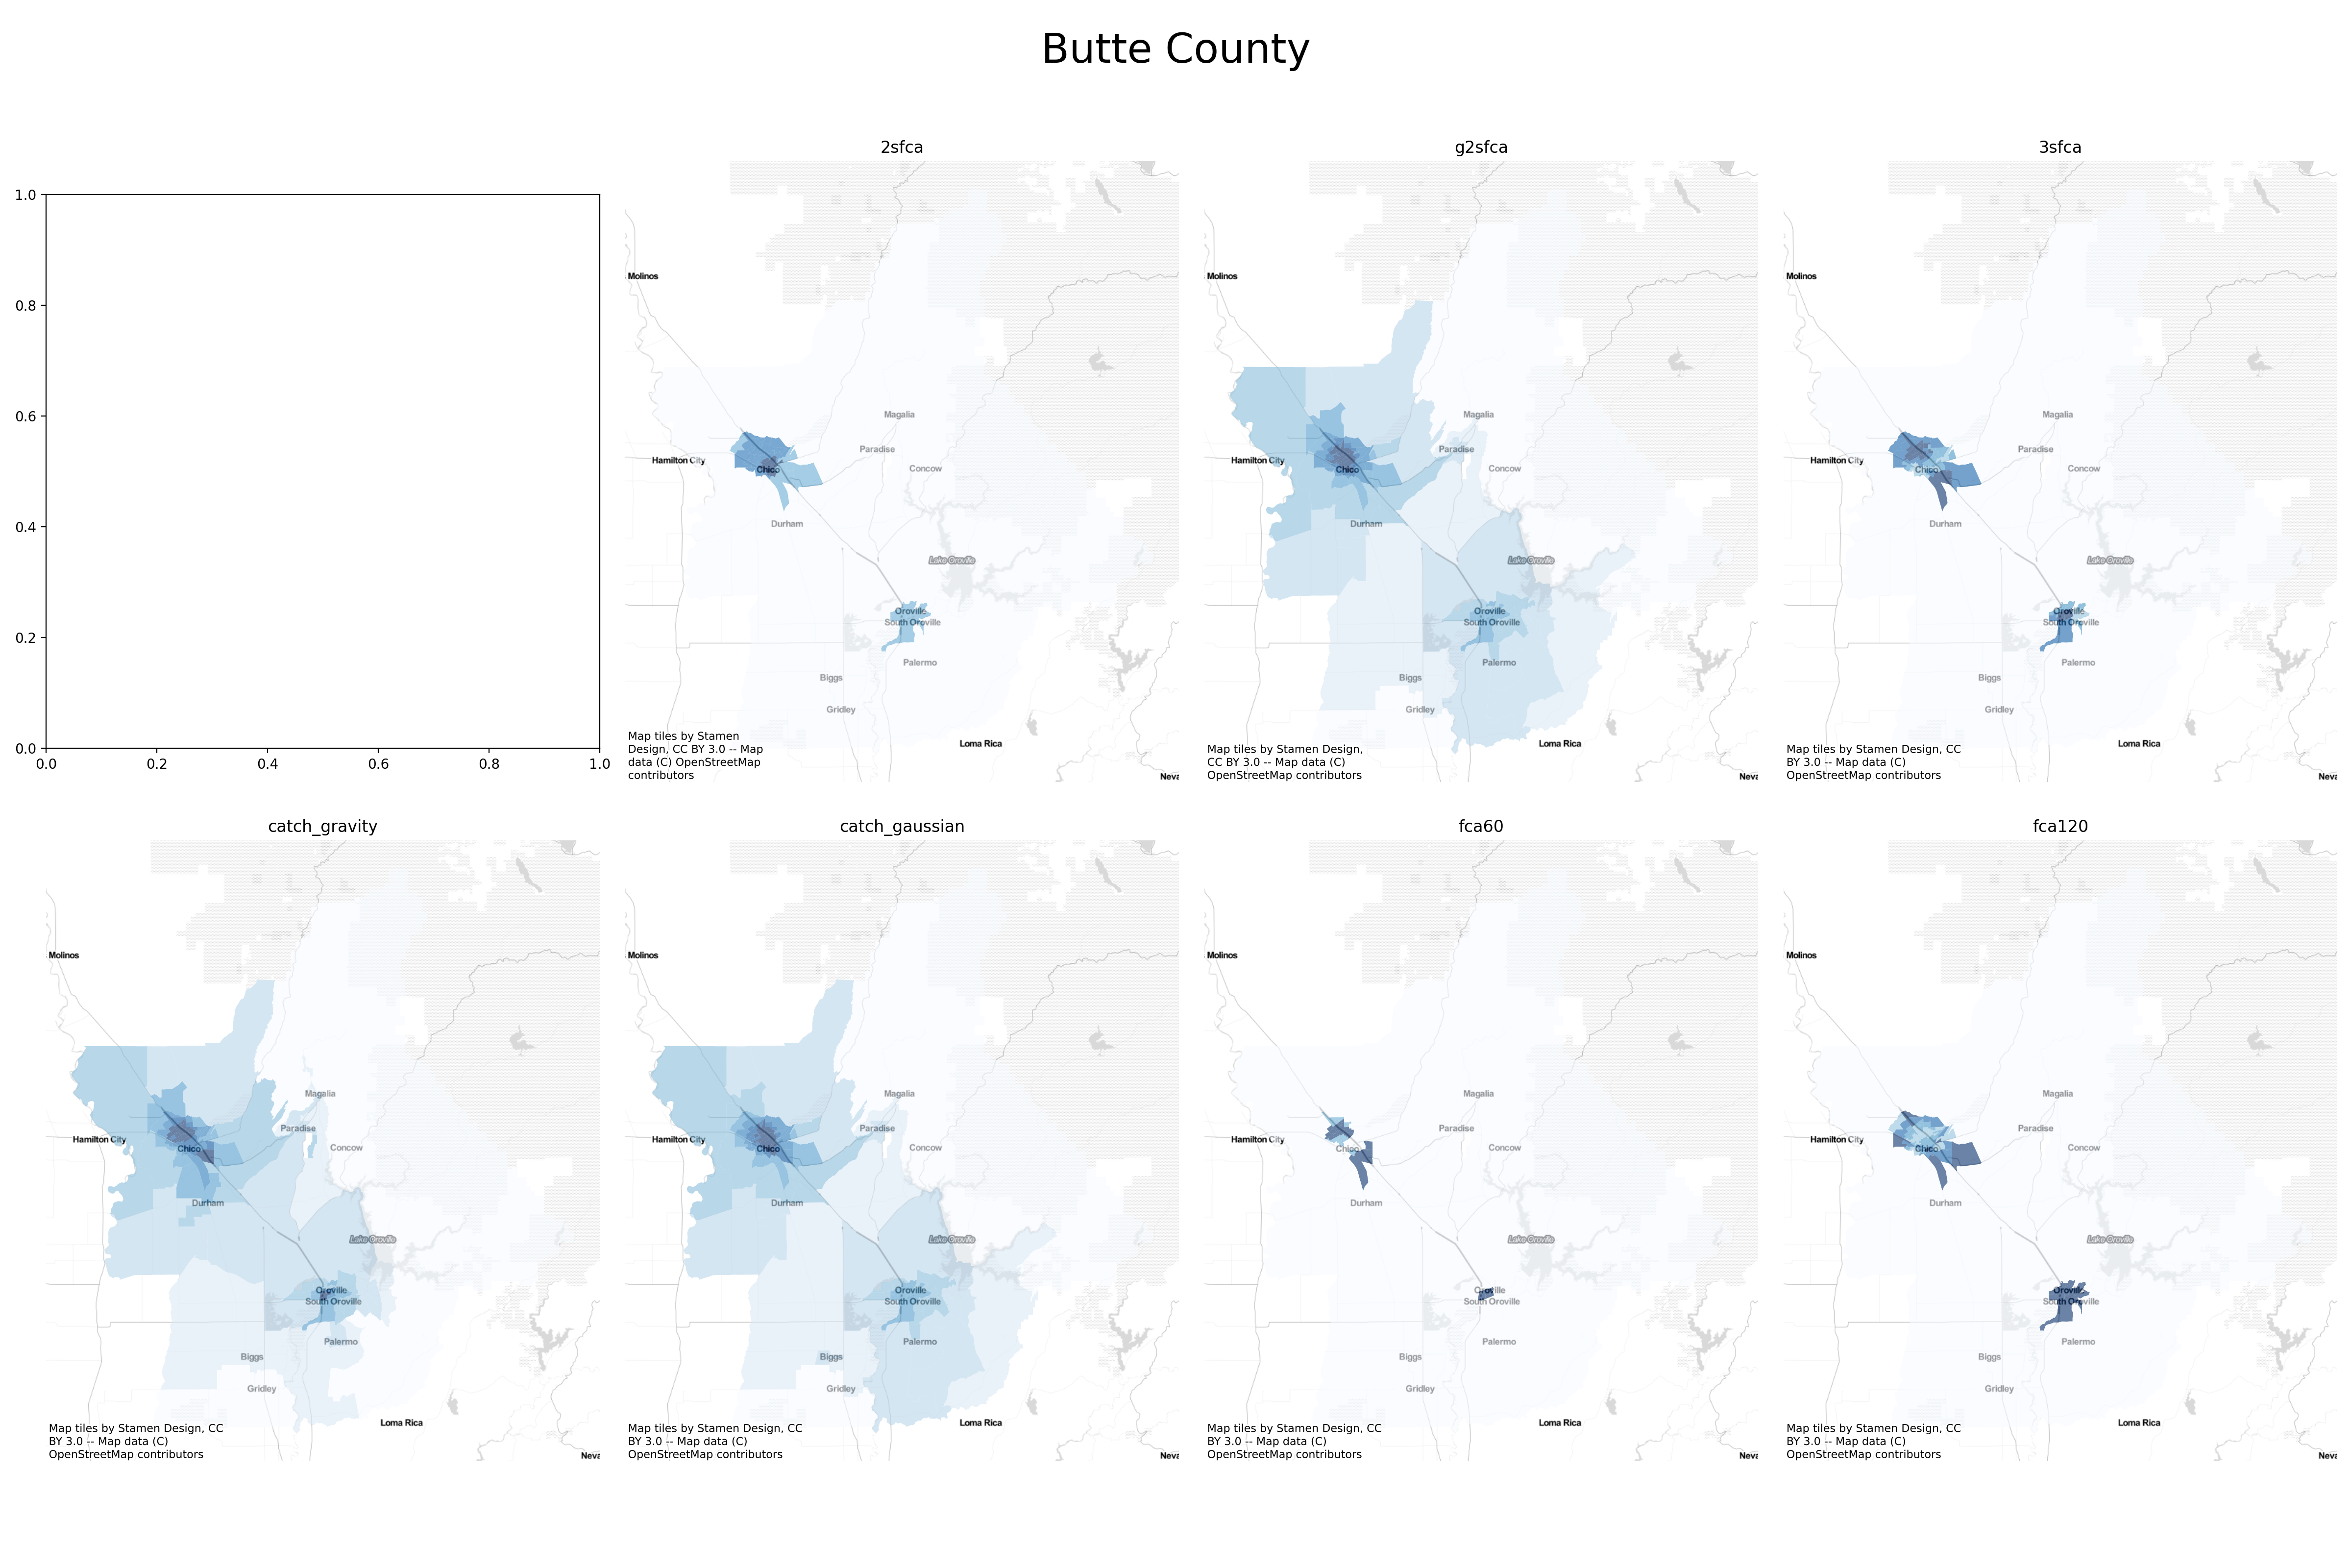 Butte County
1.0
0.8
0.6
0.4
0.2
0.0
0.0 0.2 0.4 0.6 0.8 1.0
2sfca
Molinos
Magalia
Paradise
Hamilton City
Concow
Chico
Durham
Lake Oroville
Oroville
South Oroville
Palermo
Biggs
Gridley
Loma Rica
Map tiles by Stamen
Design, CC BY 3.0 -- Map
data (C) OpenStreetMap
contributors
Neva
g2sfca
Molinos
Magalia
Paradise
Hamilton City
Concow
Chico
Durham
Lake Oroville
Oroville
South Oroville
Palermo
Biggs
Gridley
Loma Rica
Map tiles by Stamen Design,
CC BY 3.0 -- Map data (C)
OpenStreetMap contributors
Neva
3sfca
Molinos
Magalia
Paradise
Hamilton City
Concow
Chico
Durham
Lake Oroville
Oroville
South Oroville
Palermo
Biggs
Gridley
Loma Rica
Map tiles by Stamen Design, CC
BY 3.0 -- Map data (C)
OpenStreetMap contributors
Neva
catch_gravity
Molinos
Magalia
Paradise
Hamilton City
Concow
Chico
Durham
Lake Oroville
Oroville
South Oroville
Palermo
Biggs
Gridley
Loma Rica
Map tiles by Stamen Design, CC
BY 3.0 -- Map data (C)
OpenStreetMap contributors
Neva
catch_gaussian
Molinos
Magalia
Paradise
Hamilton City
Concow
Chico
Durham
Lake Oroville
Oroville
South Oroville
Palermo
Biggs
Gridley
Loma Rica
Map tiles by Stamen Design, CC
BY 3.0 -- Map data (C)
OpenStreetMap contributors
Neva
fca60
Molinos
Magalia
Paradise
Hamilton City
Concow
Chico
Durham
Lake Oroville
Oroville
South Oroville
Palermo
Biggs
Gridley
Loma Rica
Map tiles by Stamen Design, CC
BY 3.0 -- Map data (C)
OpenStreetMap contributors
Neva
fca120
Molinos
Magalia
Paradise
Hamilton City
Concow
Chico
Durham
Lake Oroville
Oroville
South Oroville
Palermo
Biggs
Gridley
Loma Rica
Map tiles by Stamen Design, CC
BY 3.0 -- Map data (C)
OpenStreetMap contributors
Neva